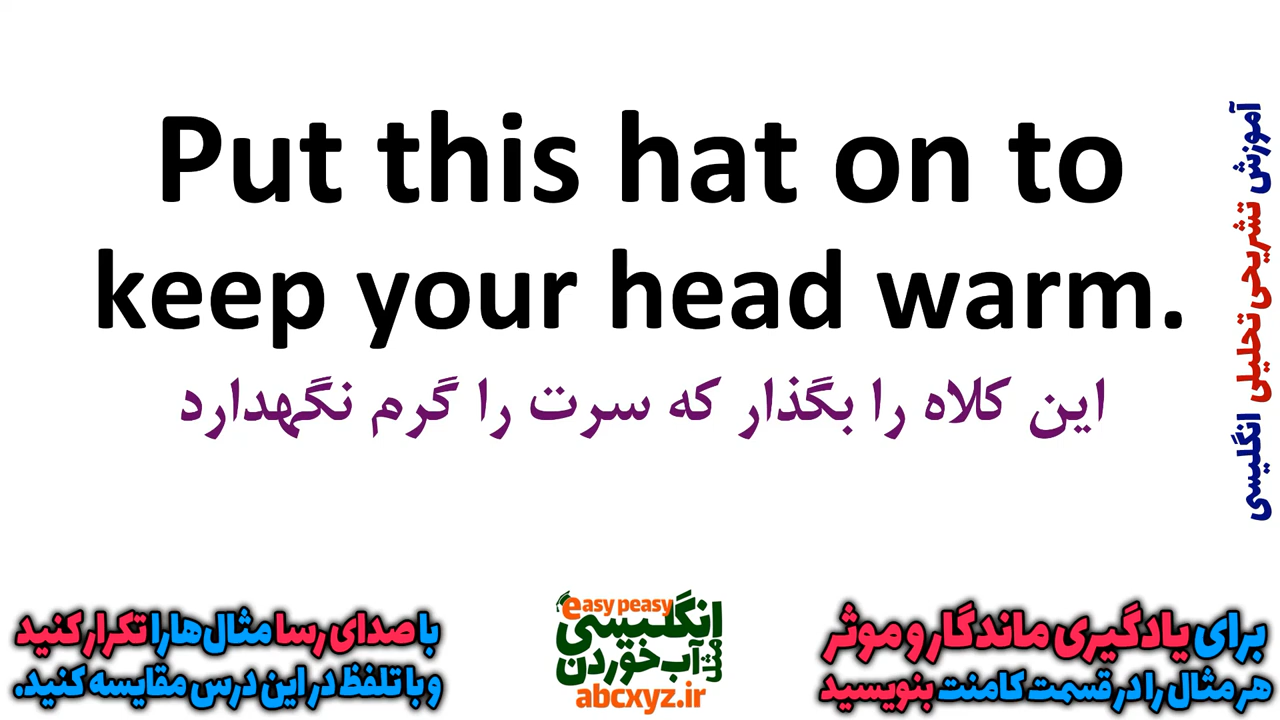 Put this hat on to
keep your head warm.
این کلاه را بگذار که سرت را گرم نگهدارد
آموزش تشریحی تحلیلی انگلیسی
برای یادگیری ماندگار و موثر
هر مثال را در قسمت کامنت بنویسید
easy peasy
انگلیسی
مثل آب خوردن
abcxyz.ir
با صدای رسا مثال‌ها را تکرار کنید
و با تلفظ در این درس مقایسه کنید.